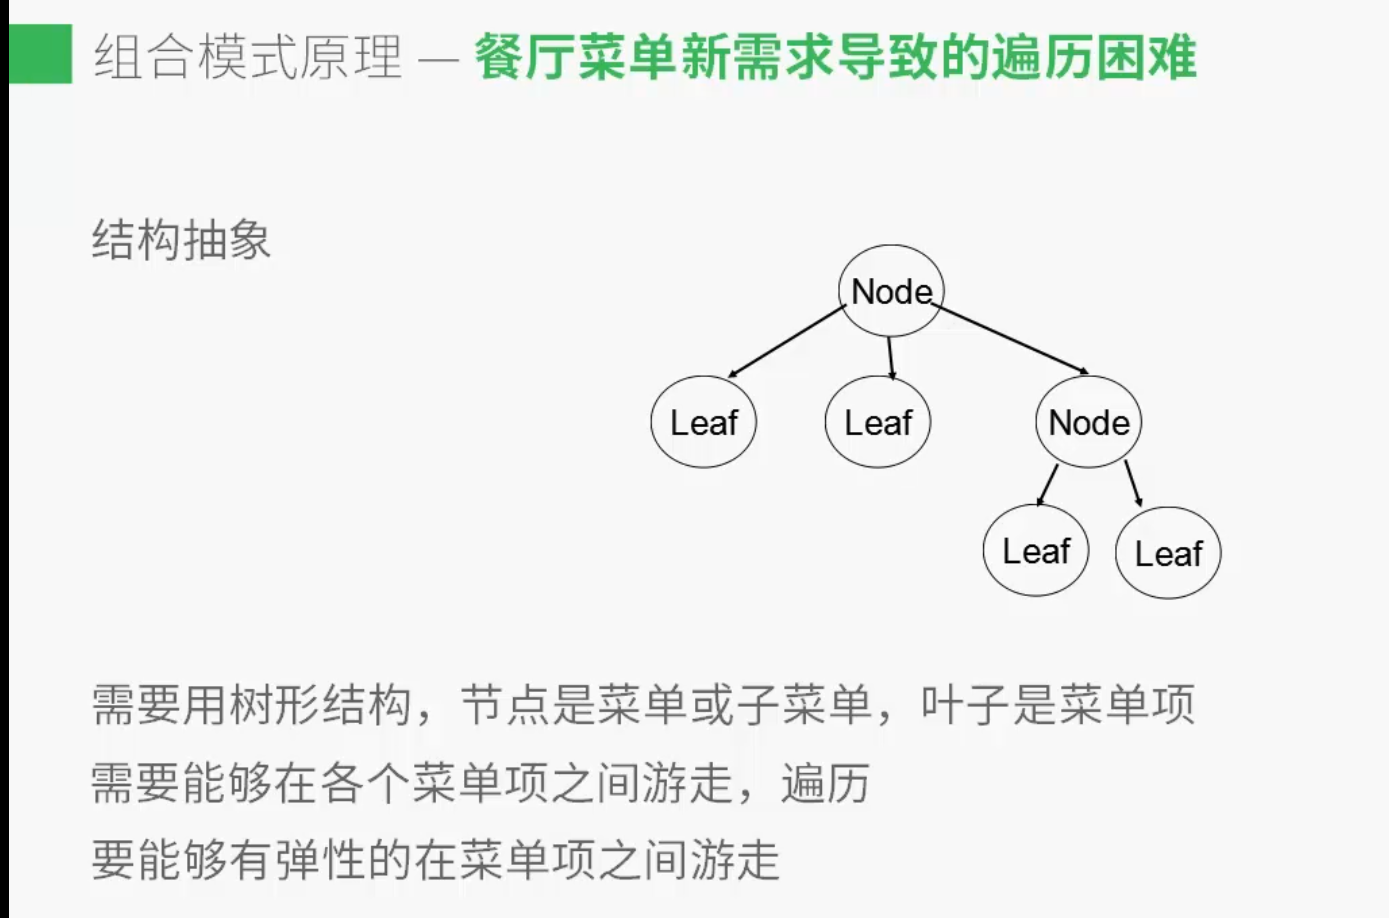 组合模式原理 — 餐厅菜单新需求导致的遍历困难
结构抽象
Node
Leaf
Leaf
Node
Leaf
Leaf
需要用树形结构，节点是菜单或子菜单，叶子是菜单项
需要能够在各个菜单项之间游走，遍历
要能够有弹性的在菜单项之间游走